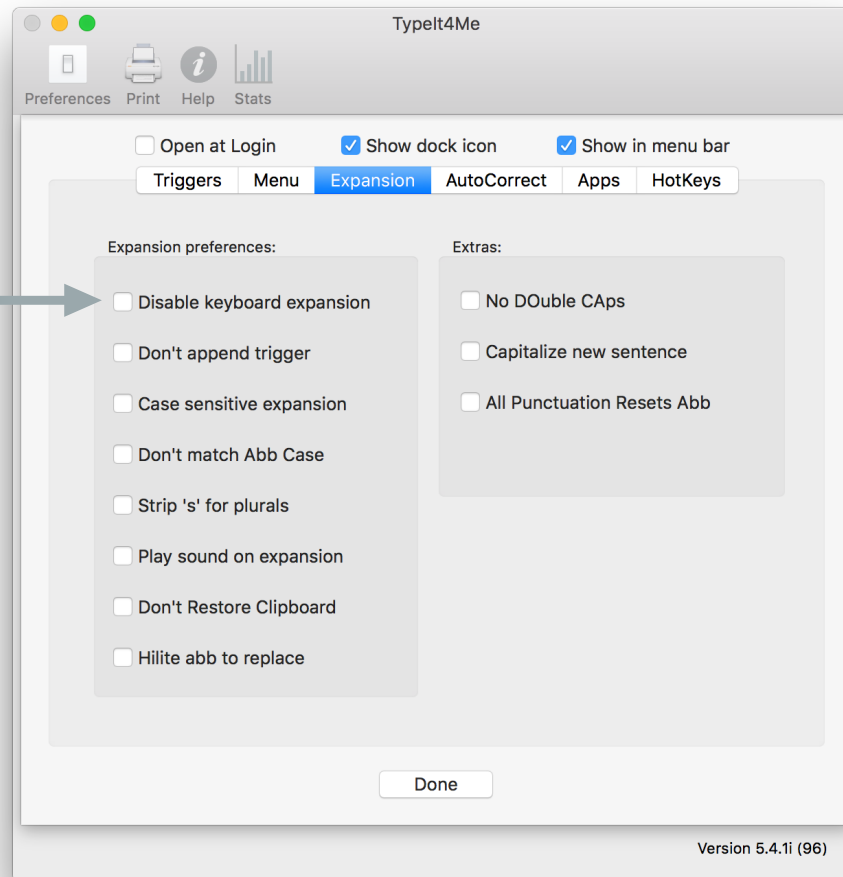 TypeIt4Me
Preferences Print Help Stats
Open at Login Show dock icon Show in menu bar
Triggers Menu Expansion AutoCorrect Apps HotKeys
Expansion preferences:
Disable keyboard expansion
Don't append trigger
Case sensitive expansion
Don't match Abb Case
Strip 's' for plurals
Play sound on expansion
Don't Restore Clipboard
Hilite abb to replace
Extras:
No DOuble CAps
Capitalize new sentence
All Punctuation Resets Abb
Done
Version 5.4.1i (96)